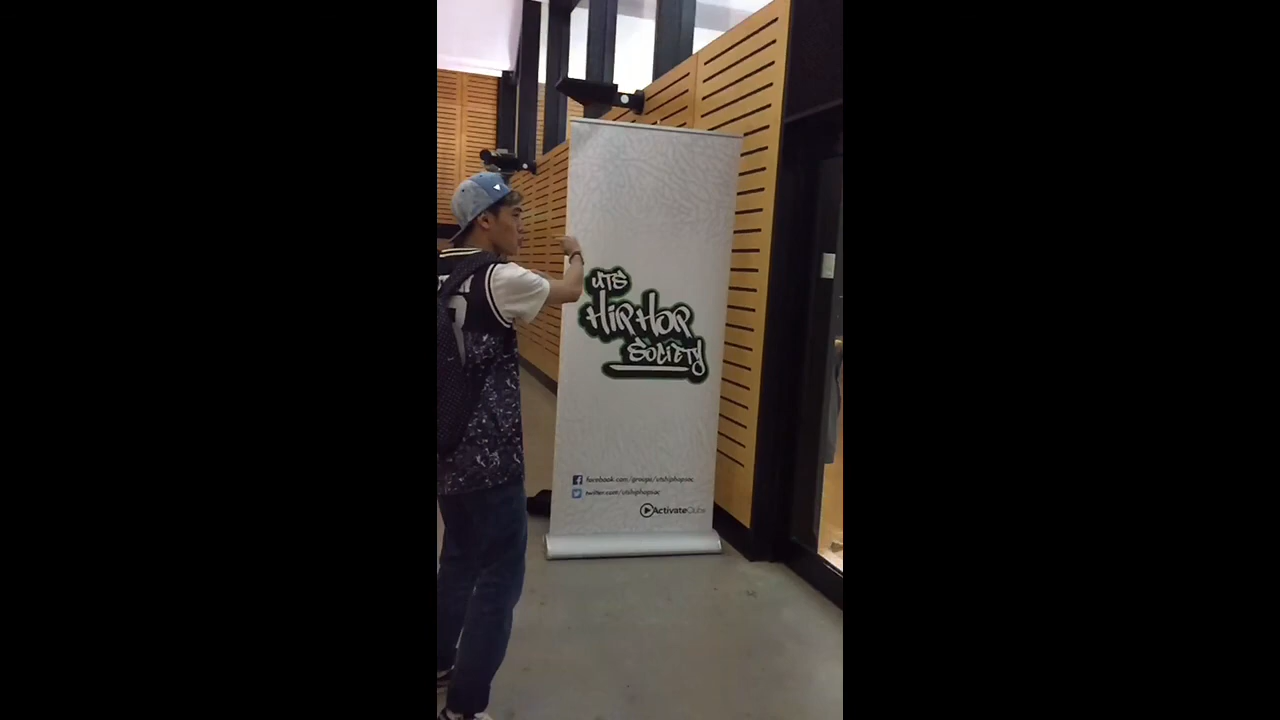 UTS
HIPHOP
SOCIETY
facebook.com/groups/utshiphopsoc
twitter.com/utshiphopsoc
ActivateClubs